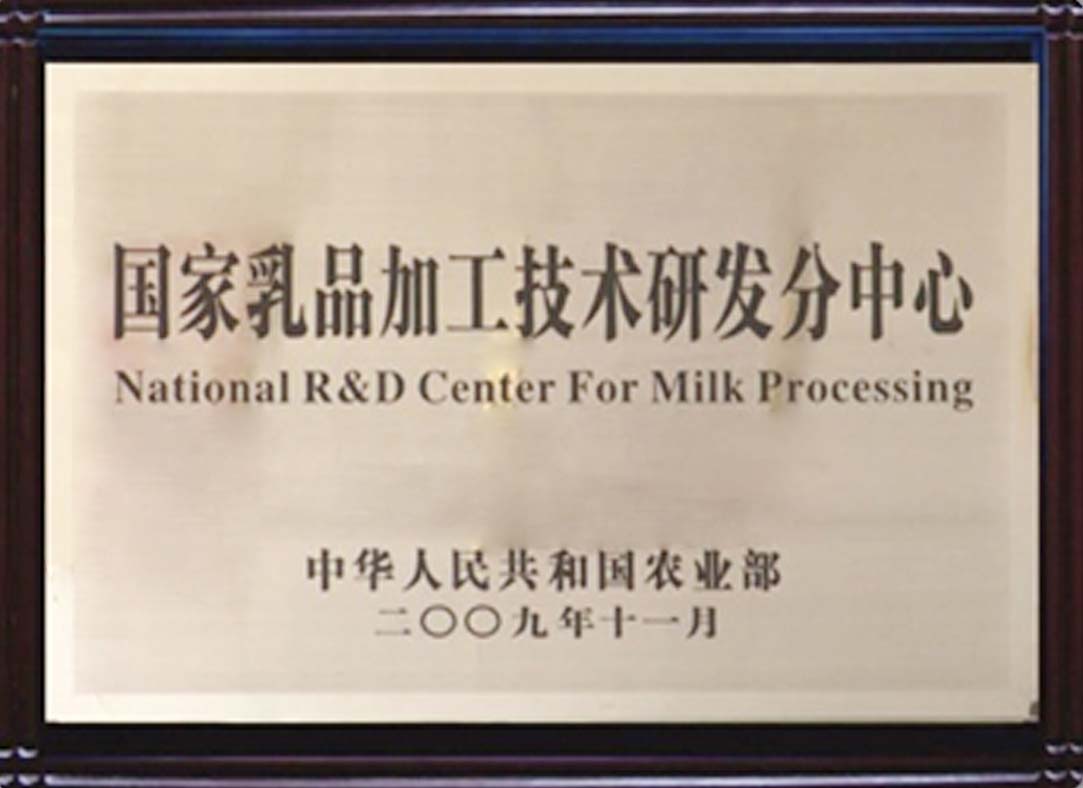 国家乳品加工技术研发分中心
National R&D Center For Milk Processing
中华人民共和国农业部
二〇〇九年十一月